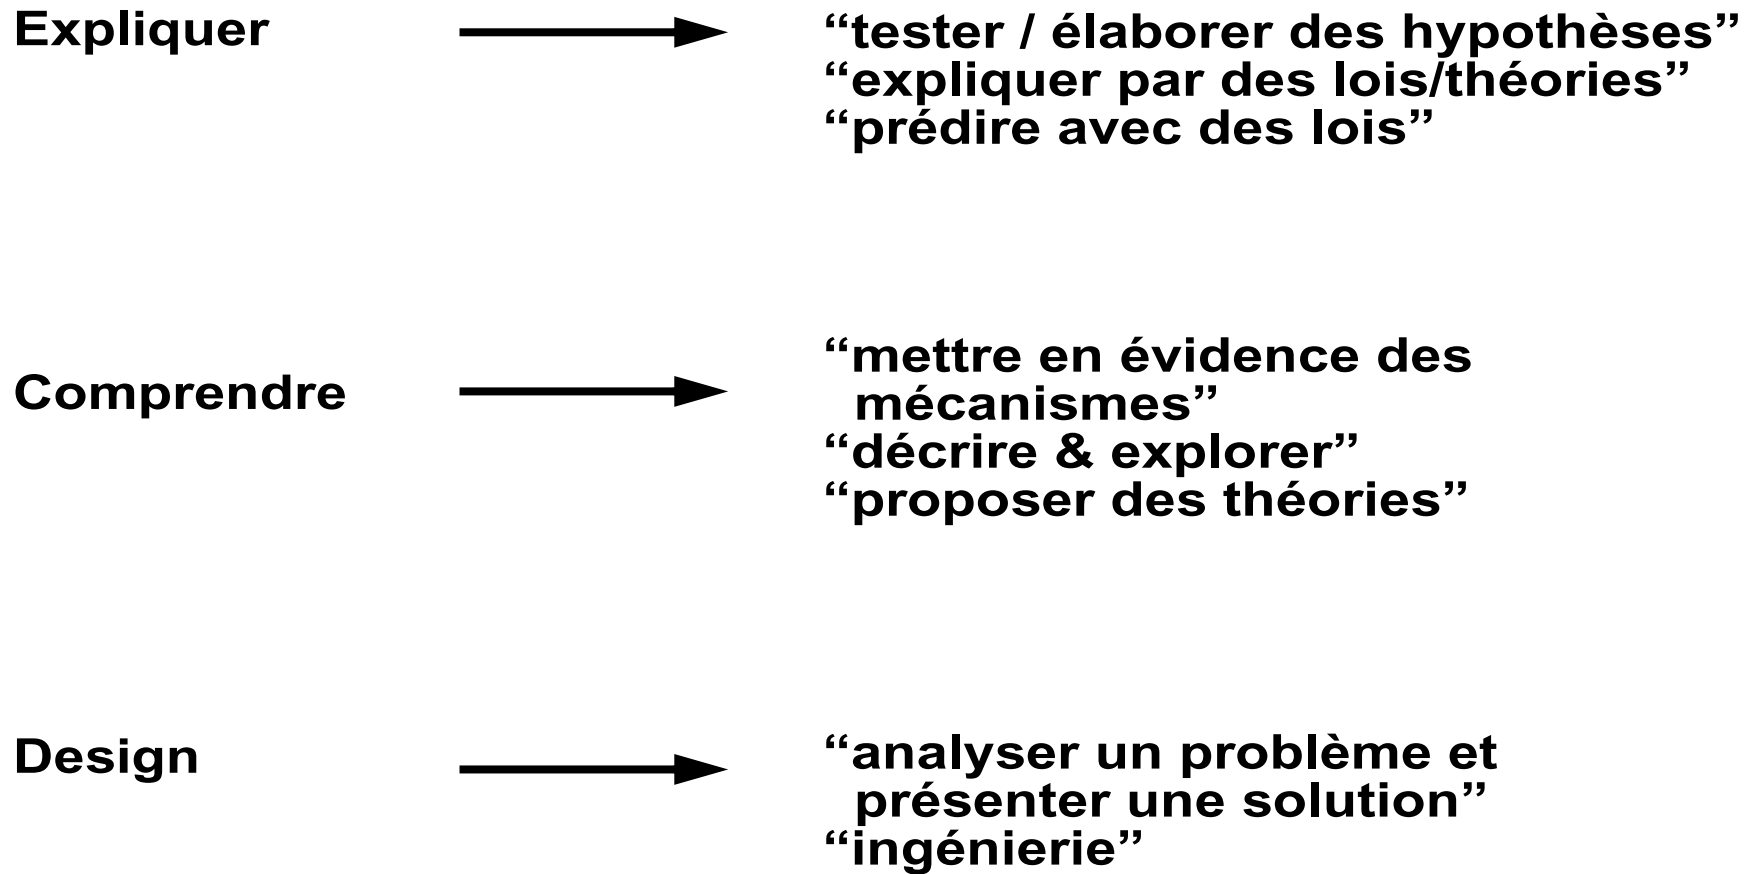 Expliquer
“tester / élaborer des hypothèses”
“expliquer par des lois/théories”
“prédire avec des lois”
Comprendre
“mettre en évidence des
mécanismes”
“décrire & explorer”
“proposer des théories”
Design
“analyser un problème et
présenter une solution”
“ingénierie”